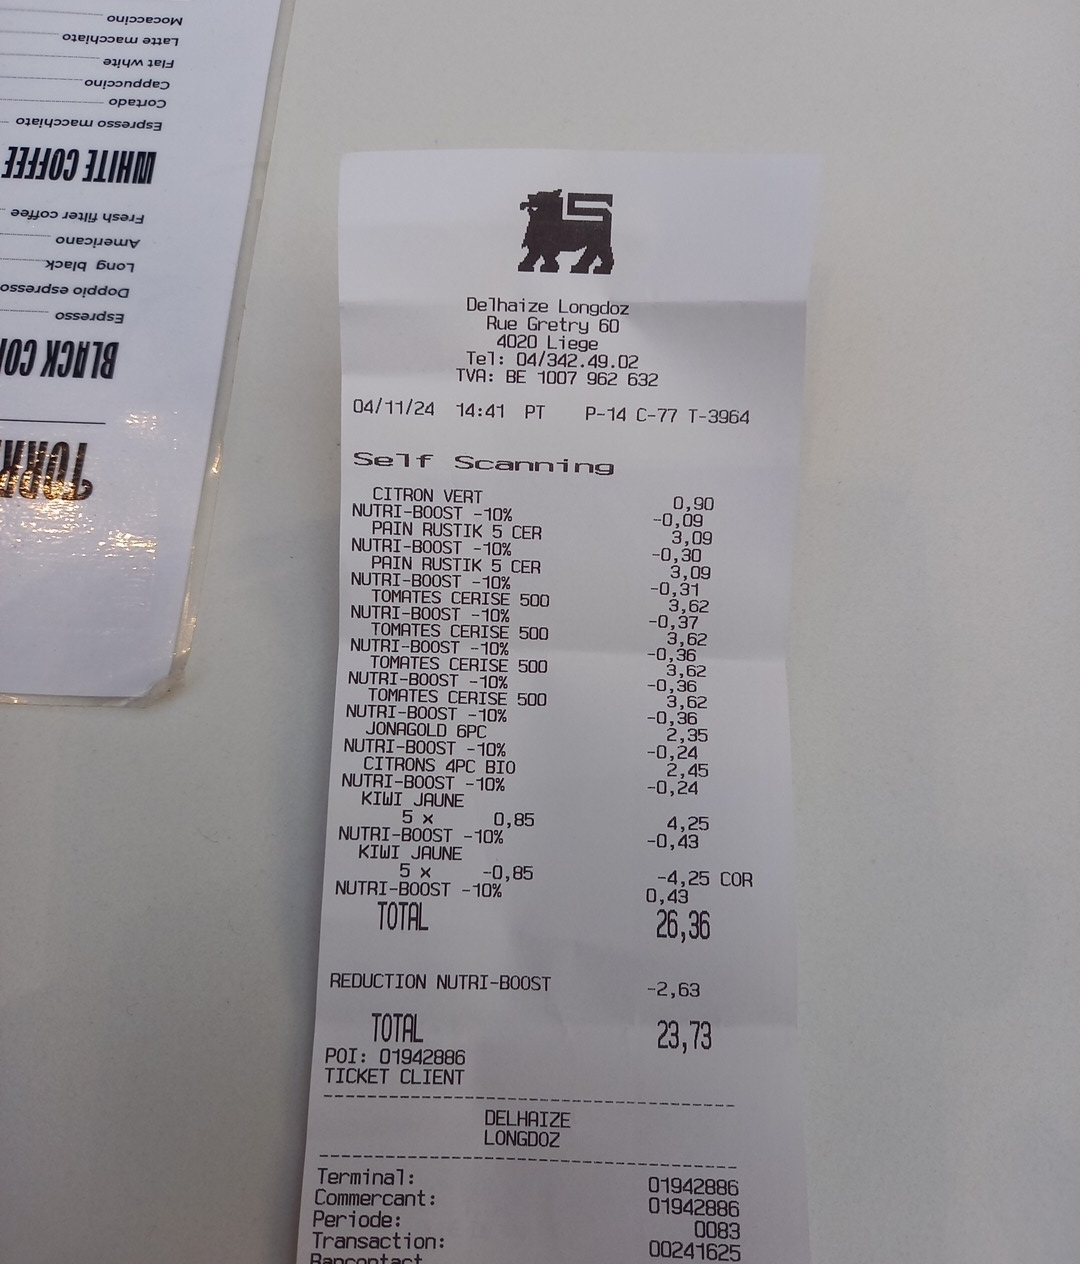 Mocaccino
Latte macchiato
Flat white
Cappuccino
Cortado
Espresso macchiato
WHITE COFFEE
Fresh filter coffee
Americano
Long black
Doppio espresso
Espresso
BLACK
Delhaize Longdoz
Rue Gretry 60
4020 Liege
Tel: 04/342.49.02
TVA: BE 1007 962 632
04/11/24 14:41 PT P-14 C-77 T-3964
Self Scanning
CITRON VERT 0,90
NUTRI-BOOST -10% -0,09
PAIN RUSTIK 5 CER 3,09
NUTRI-BOOST -10% -0,30
PAIN RUSTIK 5 CER 3,09
NUTRI-BOOST -10% -0,31
TOMATES CERISE 500 3,62
NUTRI-BOOST -10% -0,37
TOMATES CERISE 500 3,62
NUTRI-BOOST -10% -0,36
TOMATES CERISE 500 3,62
NUTRI-BOOST -10% -0,36
TOMATES CERISE 500 3,62
NUTRI-BOOST -10% -0,36
JONAGOLD 6PC 2,35
NUTRI-BOOST -10% -0,24
CITRONS 4PC BIO 2,45
NUTRI-BOOST -10% -0,24
KIWI JAUNE
5 x 0,85 4,25
NUTRI-BOOST -10% -0,43
KIWI JAUNE
5 x -0,85 -4,25 COR
NUTRI-BOOST -10% 0,43
TOTAL 26,36
REDUCTION NUTRI-BOOST -2,63
TOTAL 23,73
POI: 01942886
TICKET CLIENT
DELHAIZE
LONGDOZ
Terminal: 01942886
Commercant: 01942886
Periode: 0083
Transaction: 00241625
Bancontact